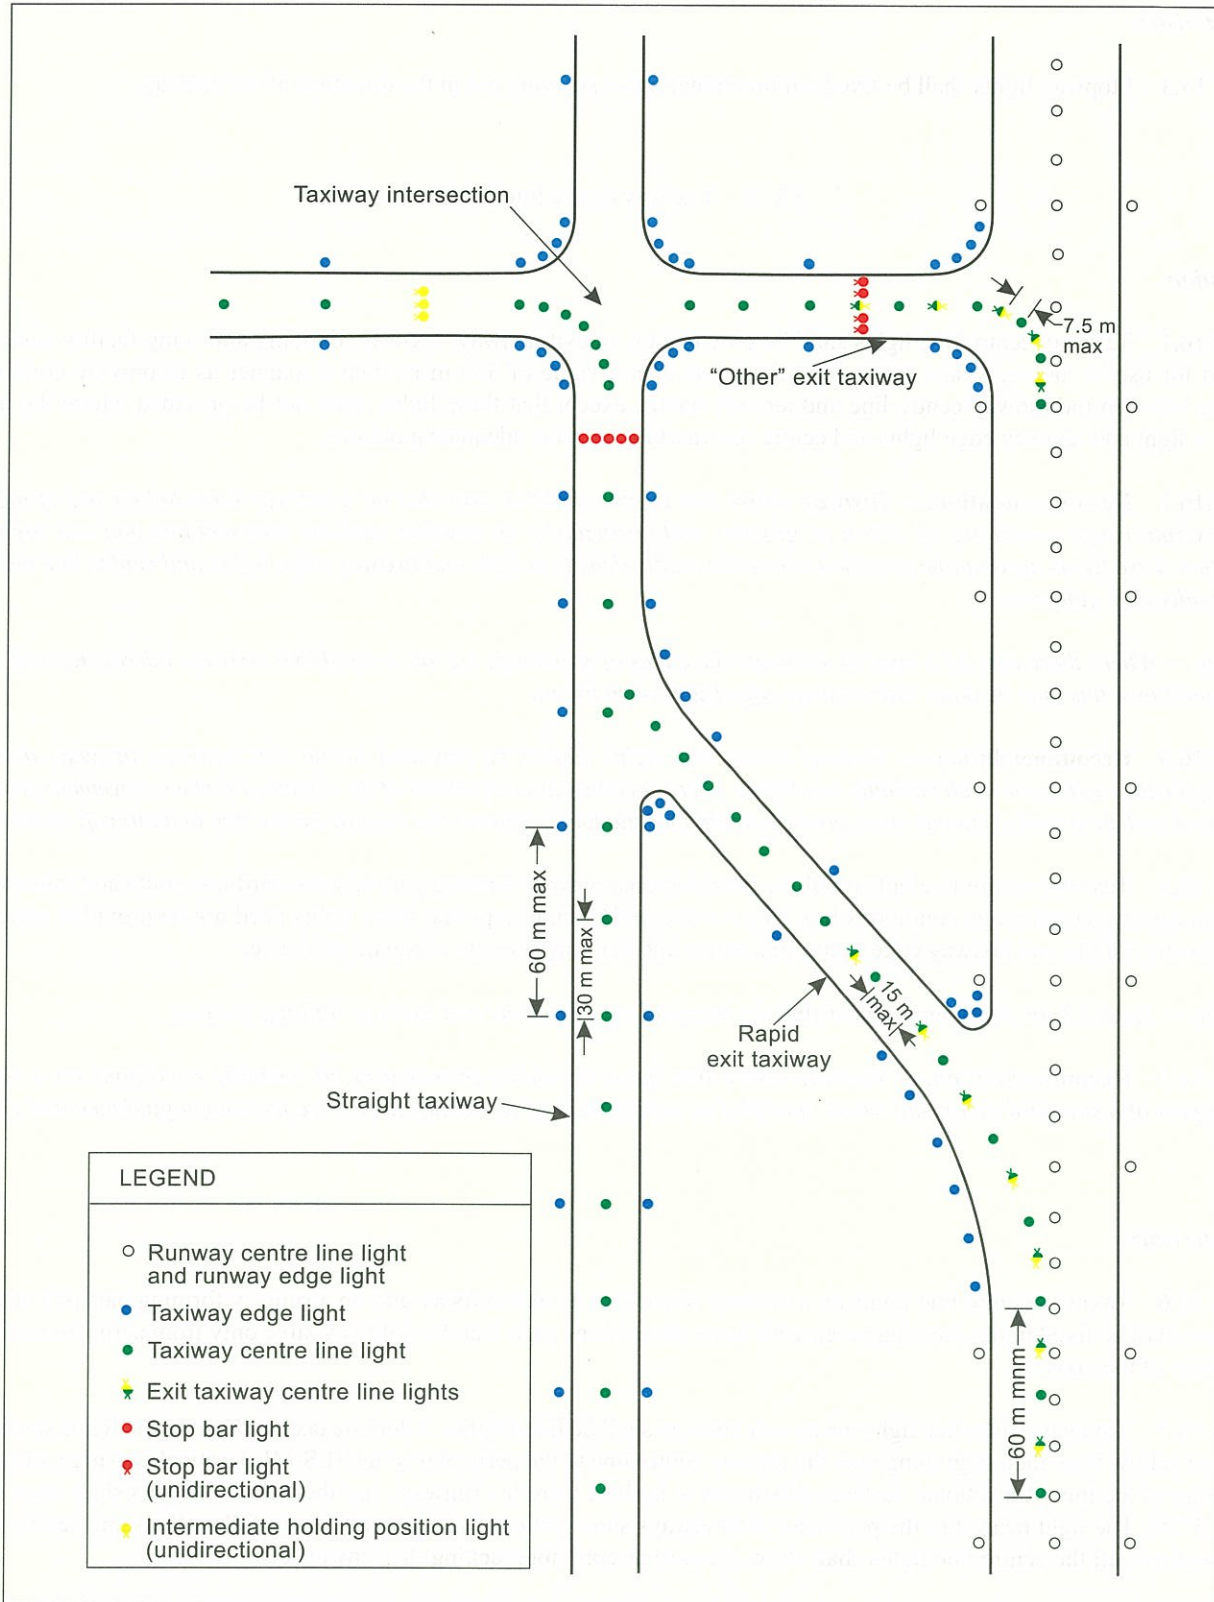 Taxiway intersection
7.5 m
max
"Other" exit taxiway
60 m max
30 m max
15 m
max
Rapid
exit taxiway
Straight taxiway
60 m mnm
LEGEND
Runway centre line light
and runway edge light
Taxiway edge light
Taxiway centre line light
Exit taxiway centre line lights
Stop bar light
Stop bar light
(unidirectional)
Intermediate holding position light
(unidirectional)